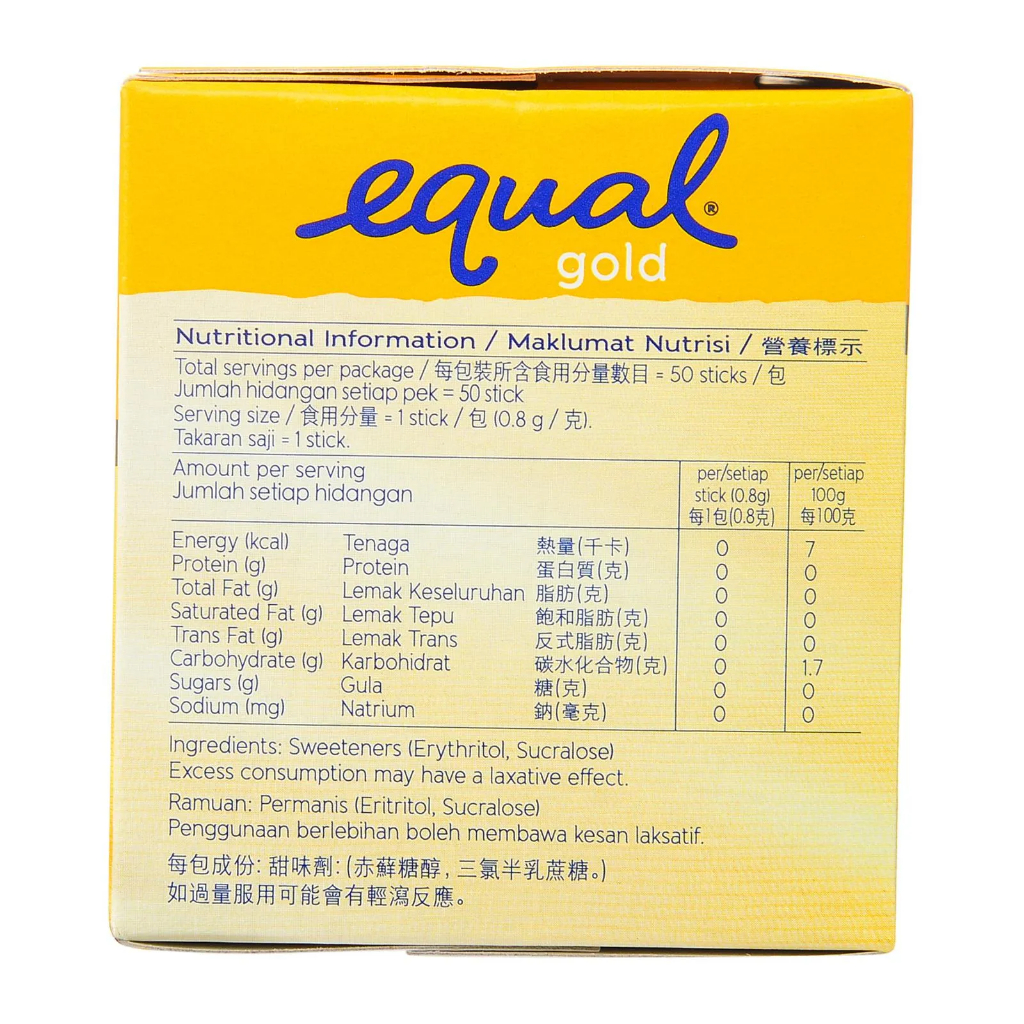 equal®
gold
Nutritional Information / Maklumat Nutrisi / 營養標示
Total servings per package / 每包裝所含食用分量數目 = 50 sticks / 包
Jumlah hidangan setiap pek = 50 stick
Serving size / 食用分量 = 1 stick / 包 (0.8 g / 克).
Takaran saji = 1 stick.
Amount per serving
Jumlah setiap hidangan
per/setiap
stick (0.8g)
每1包(0.8克)
per/setiap
100g
每100克
Energy (kcal) Tenaga 熱量(千卡) 0 7
Protein (g) Protein 蛋白質(克) 0 0
Total Fat (g) Lemak Keseluruhan 脂肪(克) 0 0
Saturated Fat (g) Lemak Tepu 飽和脂肪(克) 0 0
Trans Fat (g) Lemak Trans 反式脂肪(克) 0 0
Carbohydrate (g) Karbohidrat 碳水化合物(克) 0 1.7
Sugars (g) Gula 糖(克) 0 0
Sodium (mg) Natrium 鈉(毫克) 0 0
Ingredients: Sweeteners (Erythritol, Sucralose)
Excess consumption may have a laxative effect.
Ramuan: Permanis (Eritritol, Sucralose)
Penggunaan berlebihan boleh membawa kesan laksatif.
每包成份: 甜味劑: (赤蘚糖醇, 三氯半乳蔗糖。)
如過量服用可能會有輕瀉反應。